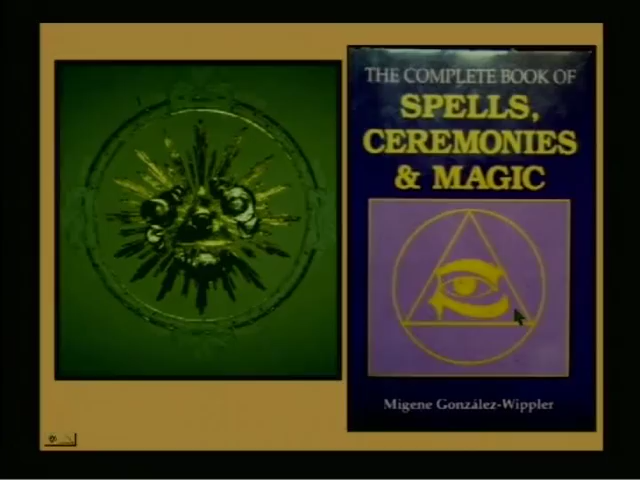 THE COMPLETE BOOK OF
SPELLS,
CEREMONIES
& MAGIC
Migene González-Wippler